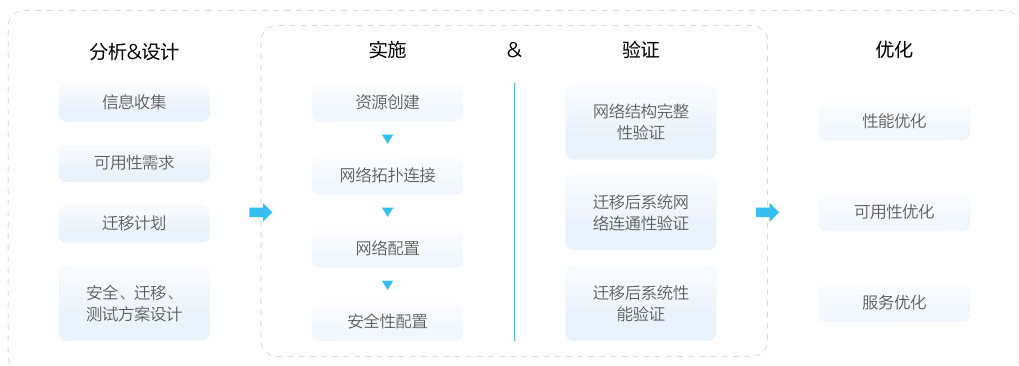 分析&设计
信息收集
可用性需求
迁移计划
安全、迁移、
测试方案设计
实施
&
验证
资源创建
网络拓扑连接
网络配置
安全性配置
网络结构完整
性验证
迁移后系统网
络连通性验证
迁移后系统性
能验证
优化
性能优化
可用性优化
服务优化